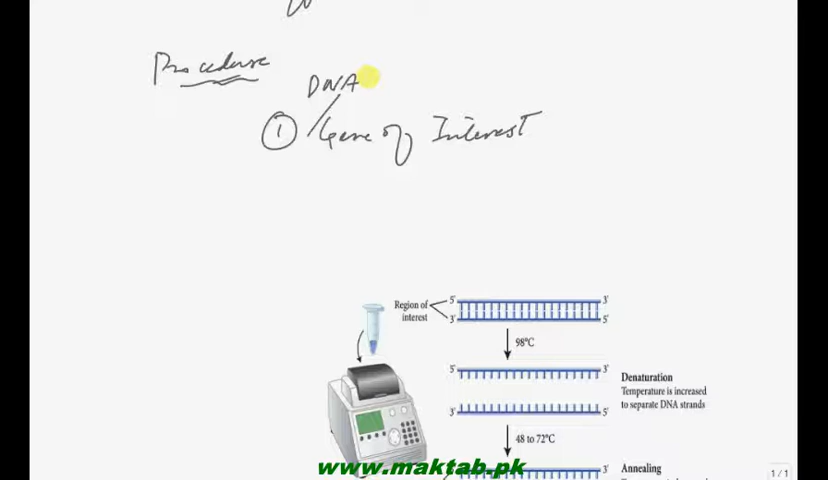 Procedure
DNA
① / Gene of Interest
Region of interest
5' 3'
3' 5'
98°C
5' 3'
Denaturation
Temperature is increased
to separate DNA strands
3' 5'
48 to 72°C
3'
Annealing
www.maktab.pk
1 / 1